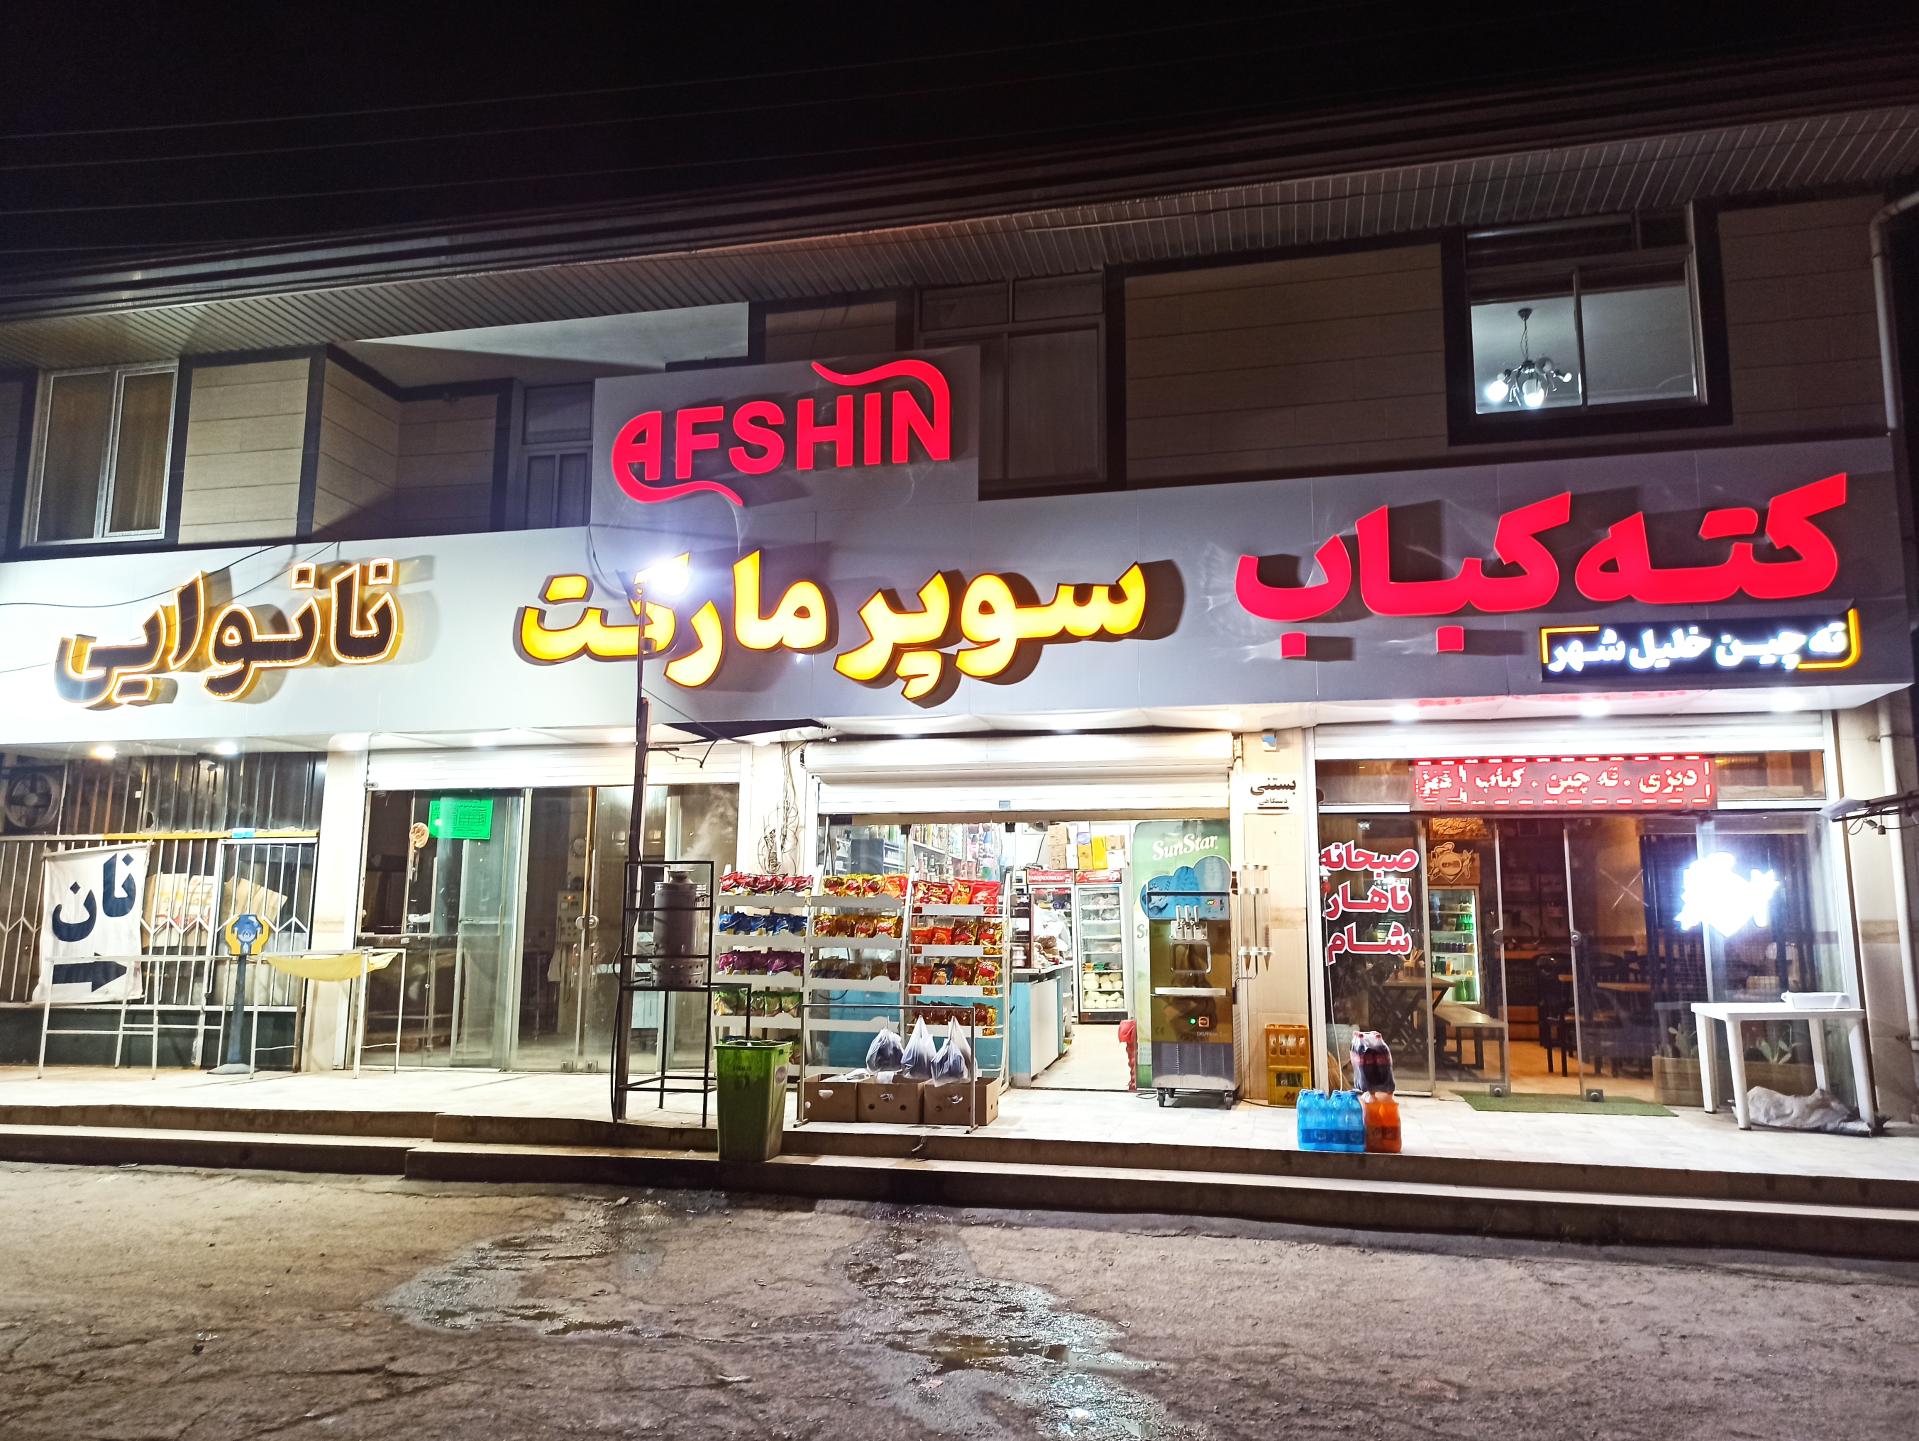 AFSHIN
کته کباب
سوپر مارکت
نانوایی
ته چین خلیل شهر
دیزی . ته چین . کباب
بستنی
دستگاهی
صبحانه
ناهار
شام
نان
SunStar